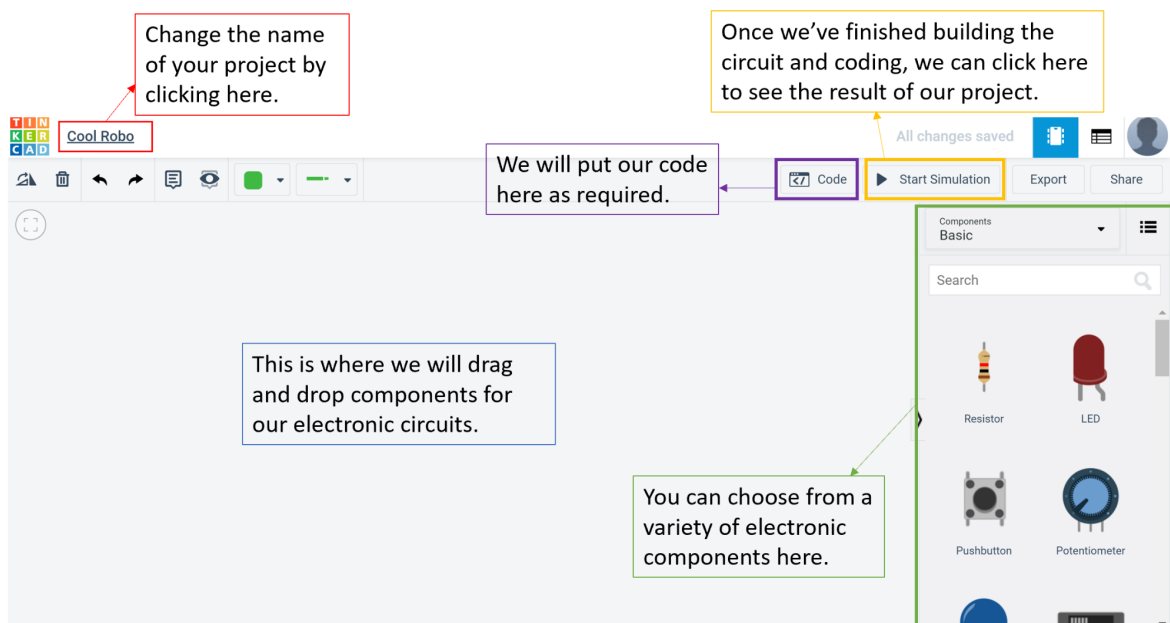 Change the name
of your project by
clicking here.
Once we’ve finished building the
circuit and coding, we can click here
to see the result of our project.
TIN
KER
CAD
Cool Robo
All changes saved
We will put our code
here as required.
Code
Start Simulation
Export
Share
Components
Basic
Search
This is where we will drag
and drop components for
our electronic circuits.
Resistor
LED
You can choose from a
variety of electronic
components here.
Pushbutton
Potentiometer